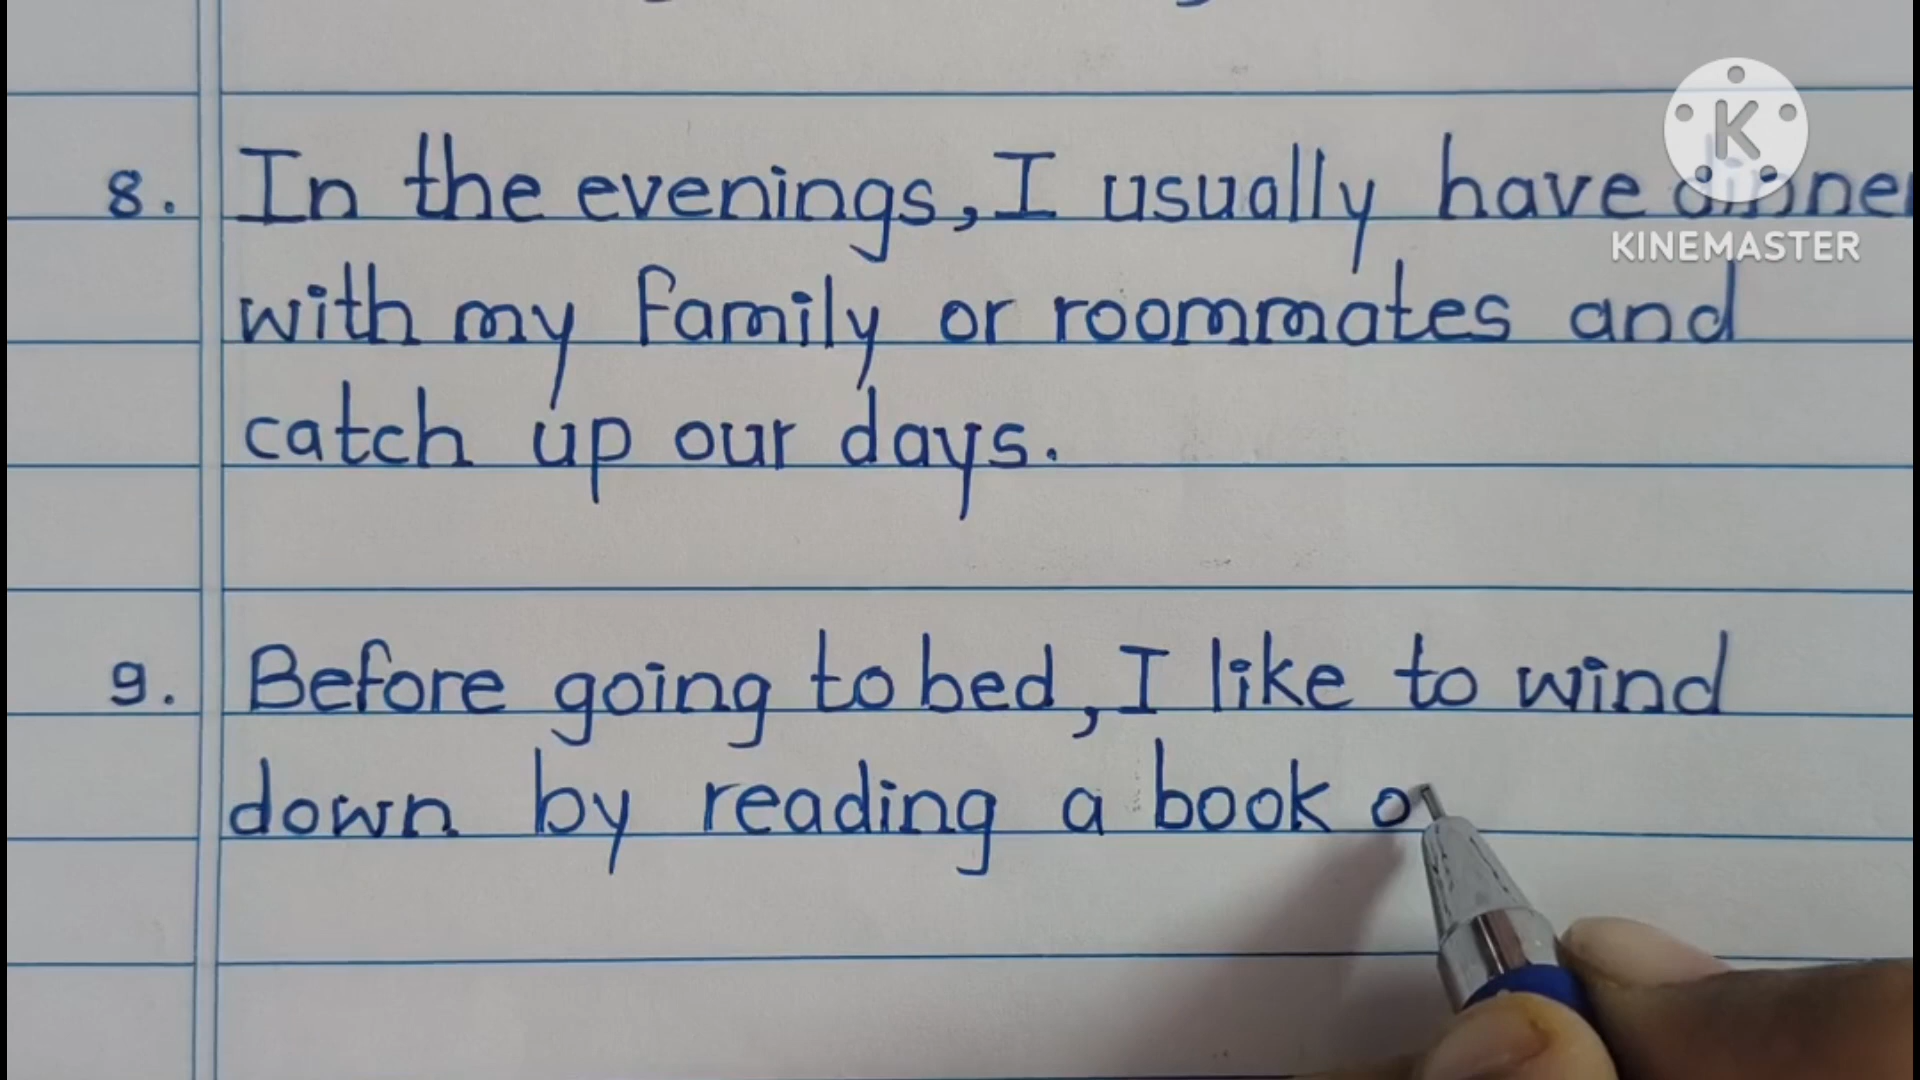 8. In the evenings, I usually have dinne
KINEMASTER
with my family or roommates and
catch up our days.
9. Before going to bed, I like to wind
down by reading a book o